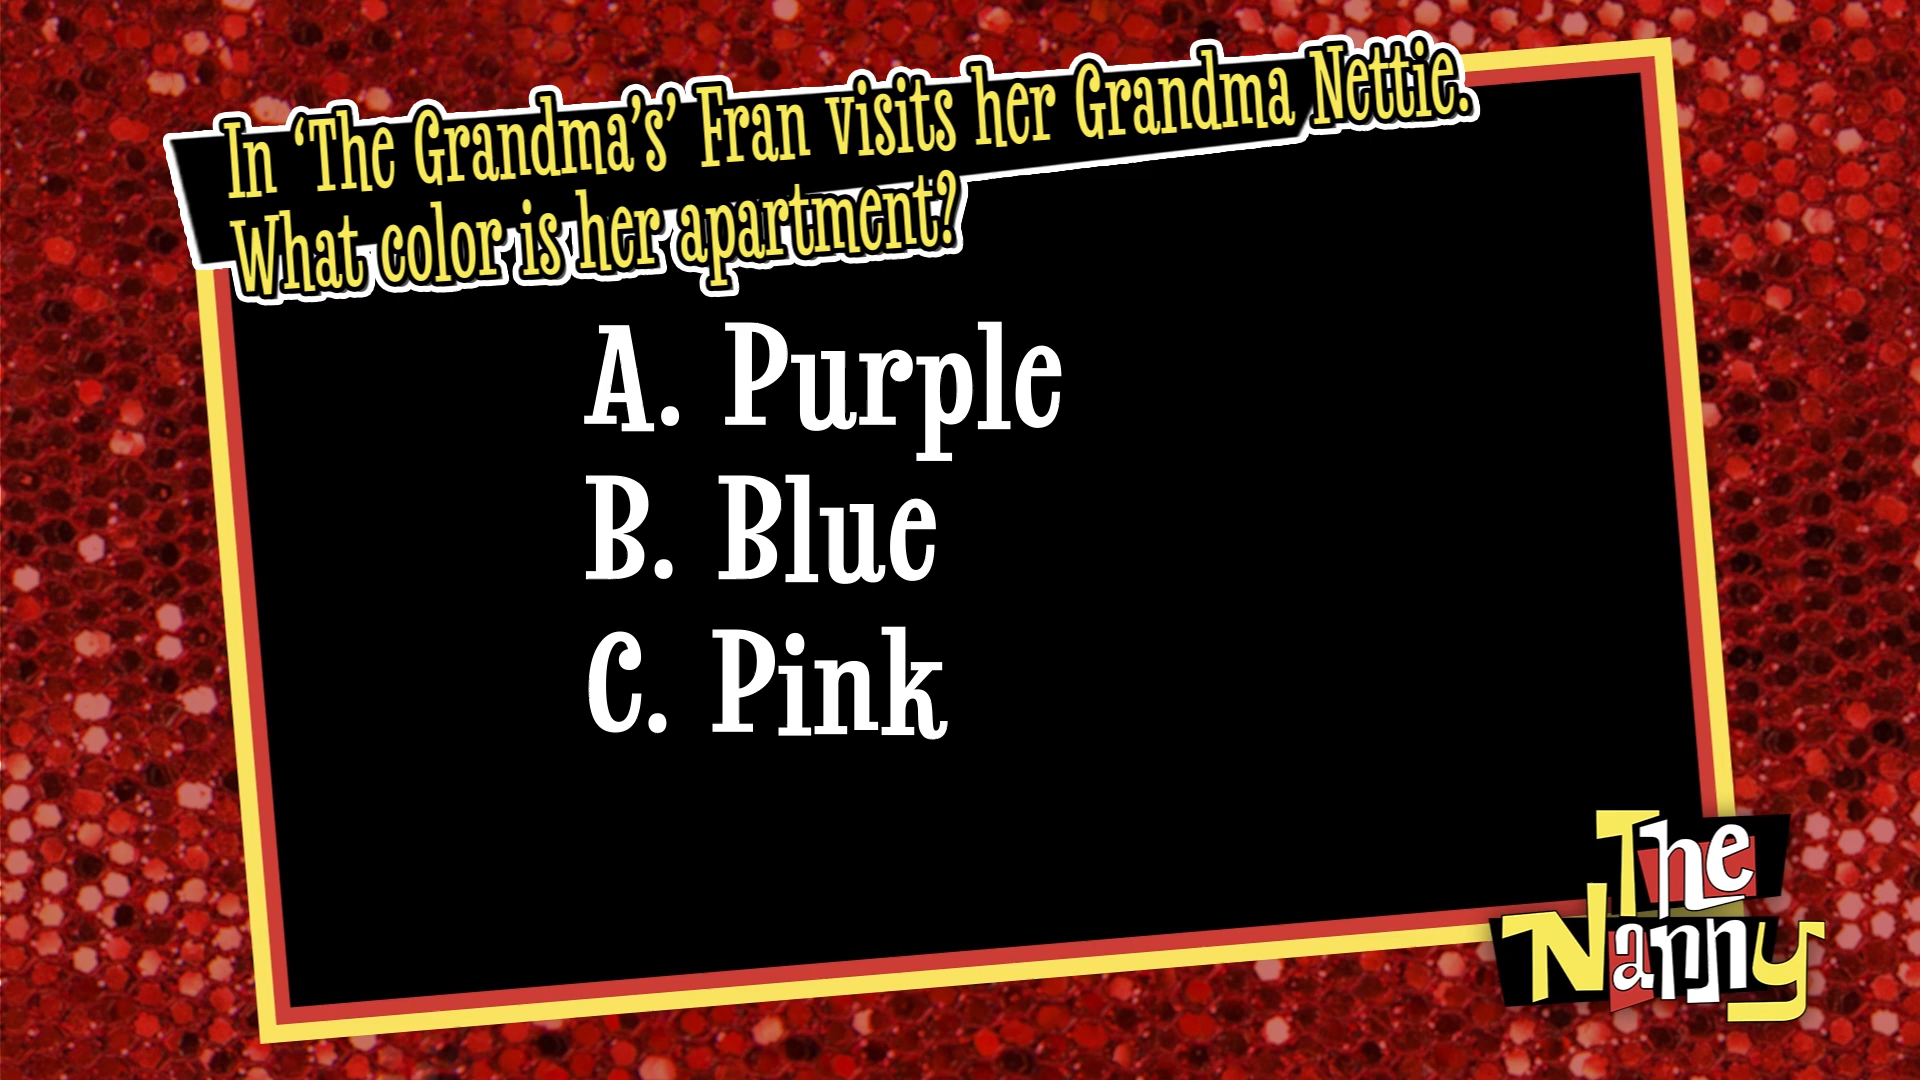 In ‘The Grandma’s’ Fran visits her Grandma Nettie.
What color is her apartment?
A. Purple
B. Blue
C. Pink
The
Nanny